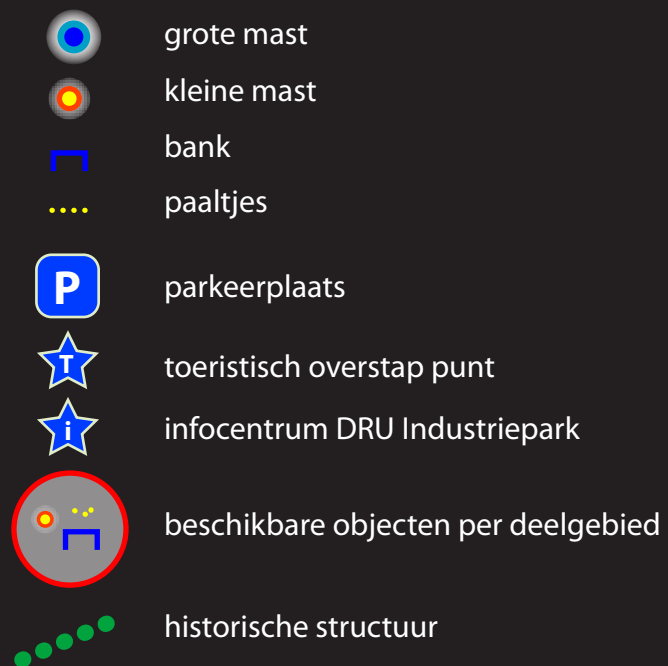 grote mast
kleine mast
bank
paaltjes
P parkeerplaats
T toeristisch overstap punt
i infocentrum DRU Industriepark
beschikbare objecten per deelgebied
historische structuur